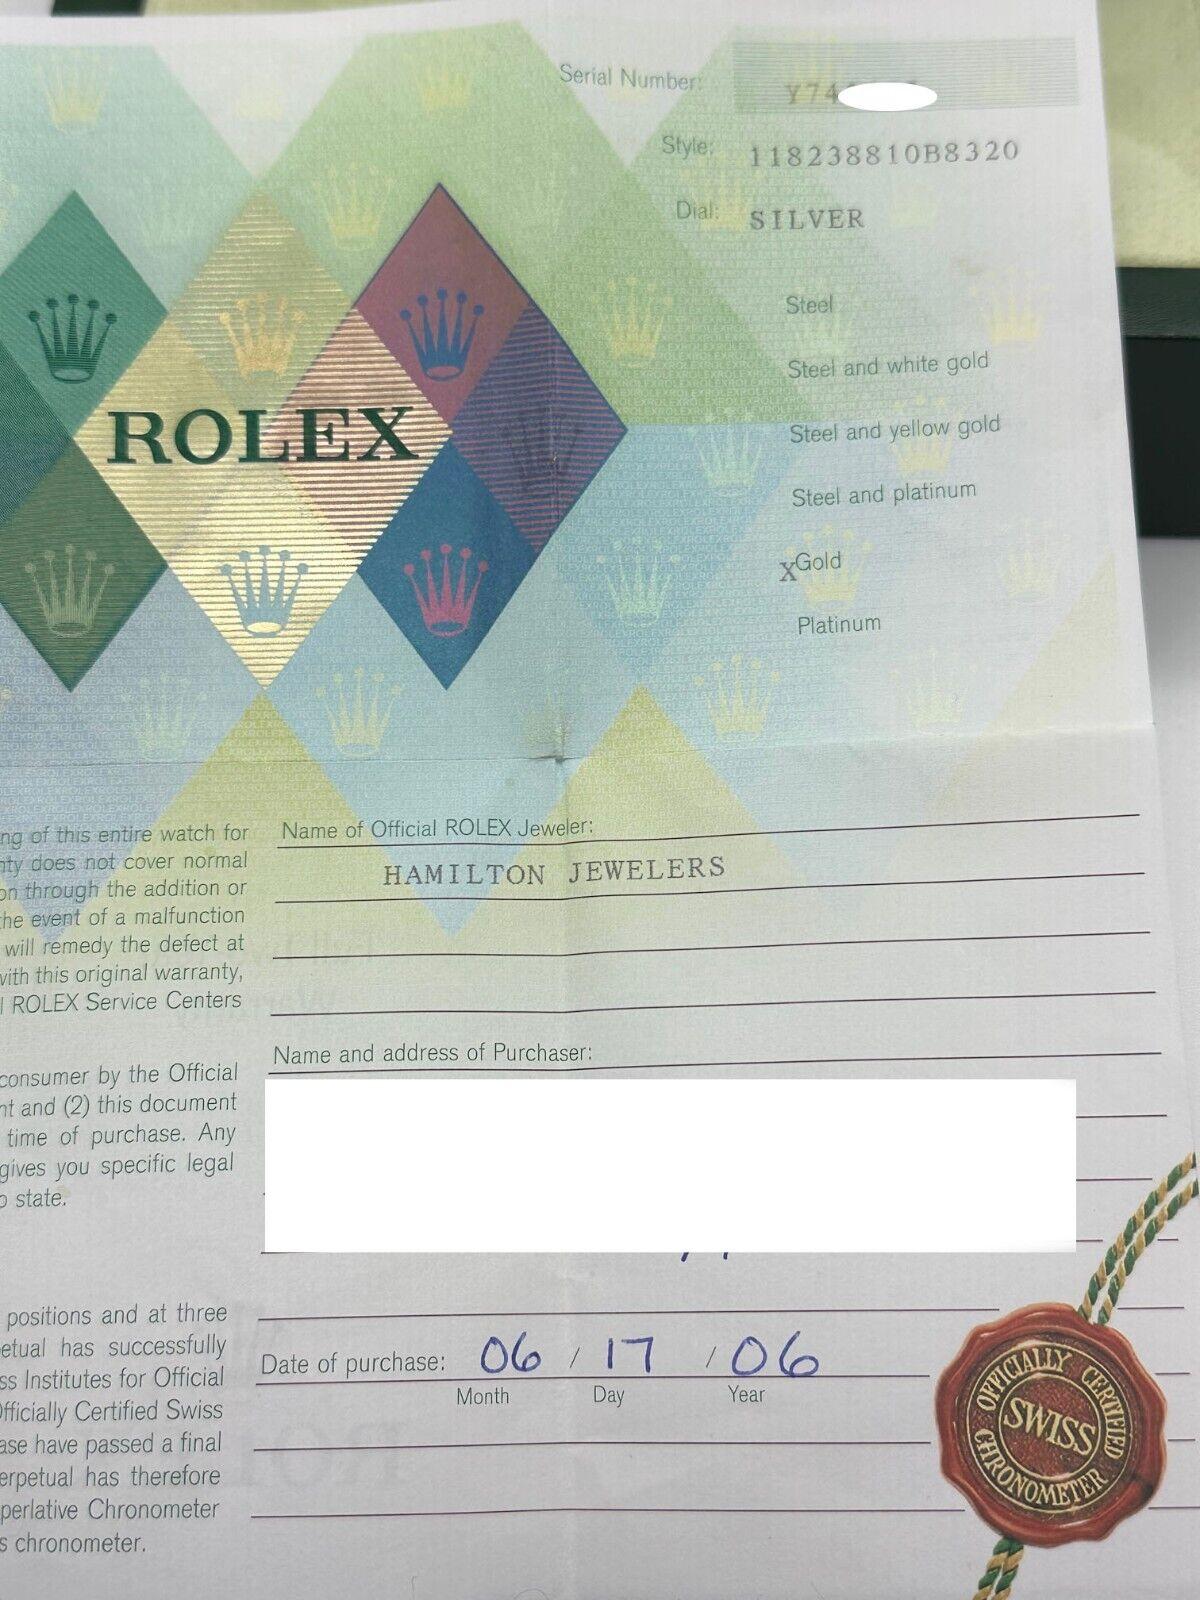 Serial Number: Y74
Style: 118238810B8320
Dial: SILVER
Steel
Steel and white gold
Steel and yellow gold
Steel and platinum
XGold
Platinum
ROLEX
ng of this entire watch for
nty does not cover normal
on through the addition or
the event of a malfunction
will remedy the defect at
with this original warranty,
l ROLEX Service Centers
consumer by the Official
nt and (2) this document
time of purchase. Any
gives you specific legal
o state.
positions and at three
etual has successfully
ss Institutes for Official
Officially Certified Swiss
ase have passed a final
erpetual has therefore
perlative Chronometer
s chronometer.
Name of Official ROLEX Jeweler:
HAMILTON JEWELERS
Name and address of Purchaser:
Date of purchase: 06 / 17 / 06
Month Day Year
OFFICIALLY CERTIFIED
SWISS
CHRONOMETER